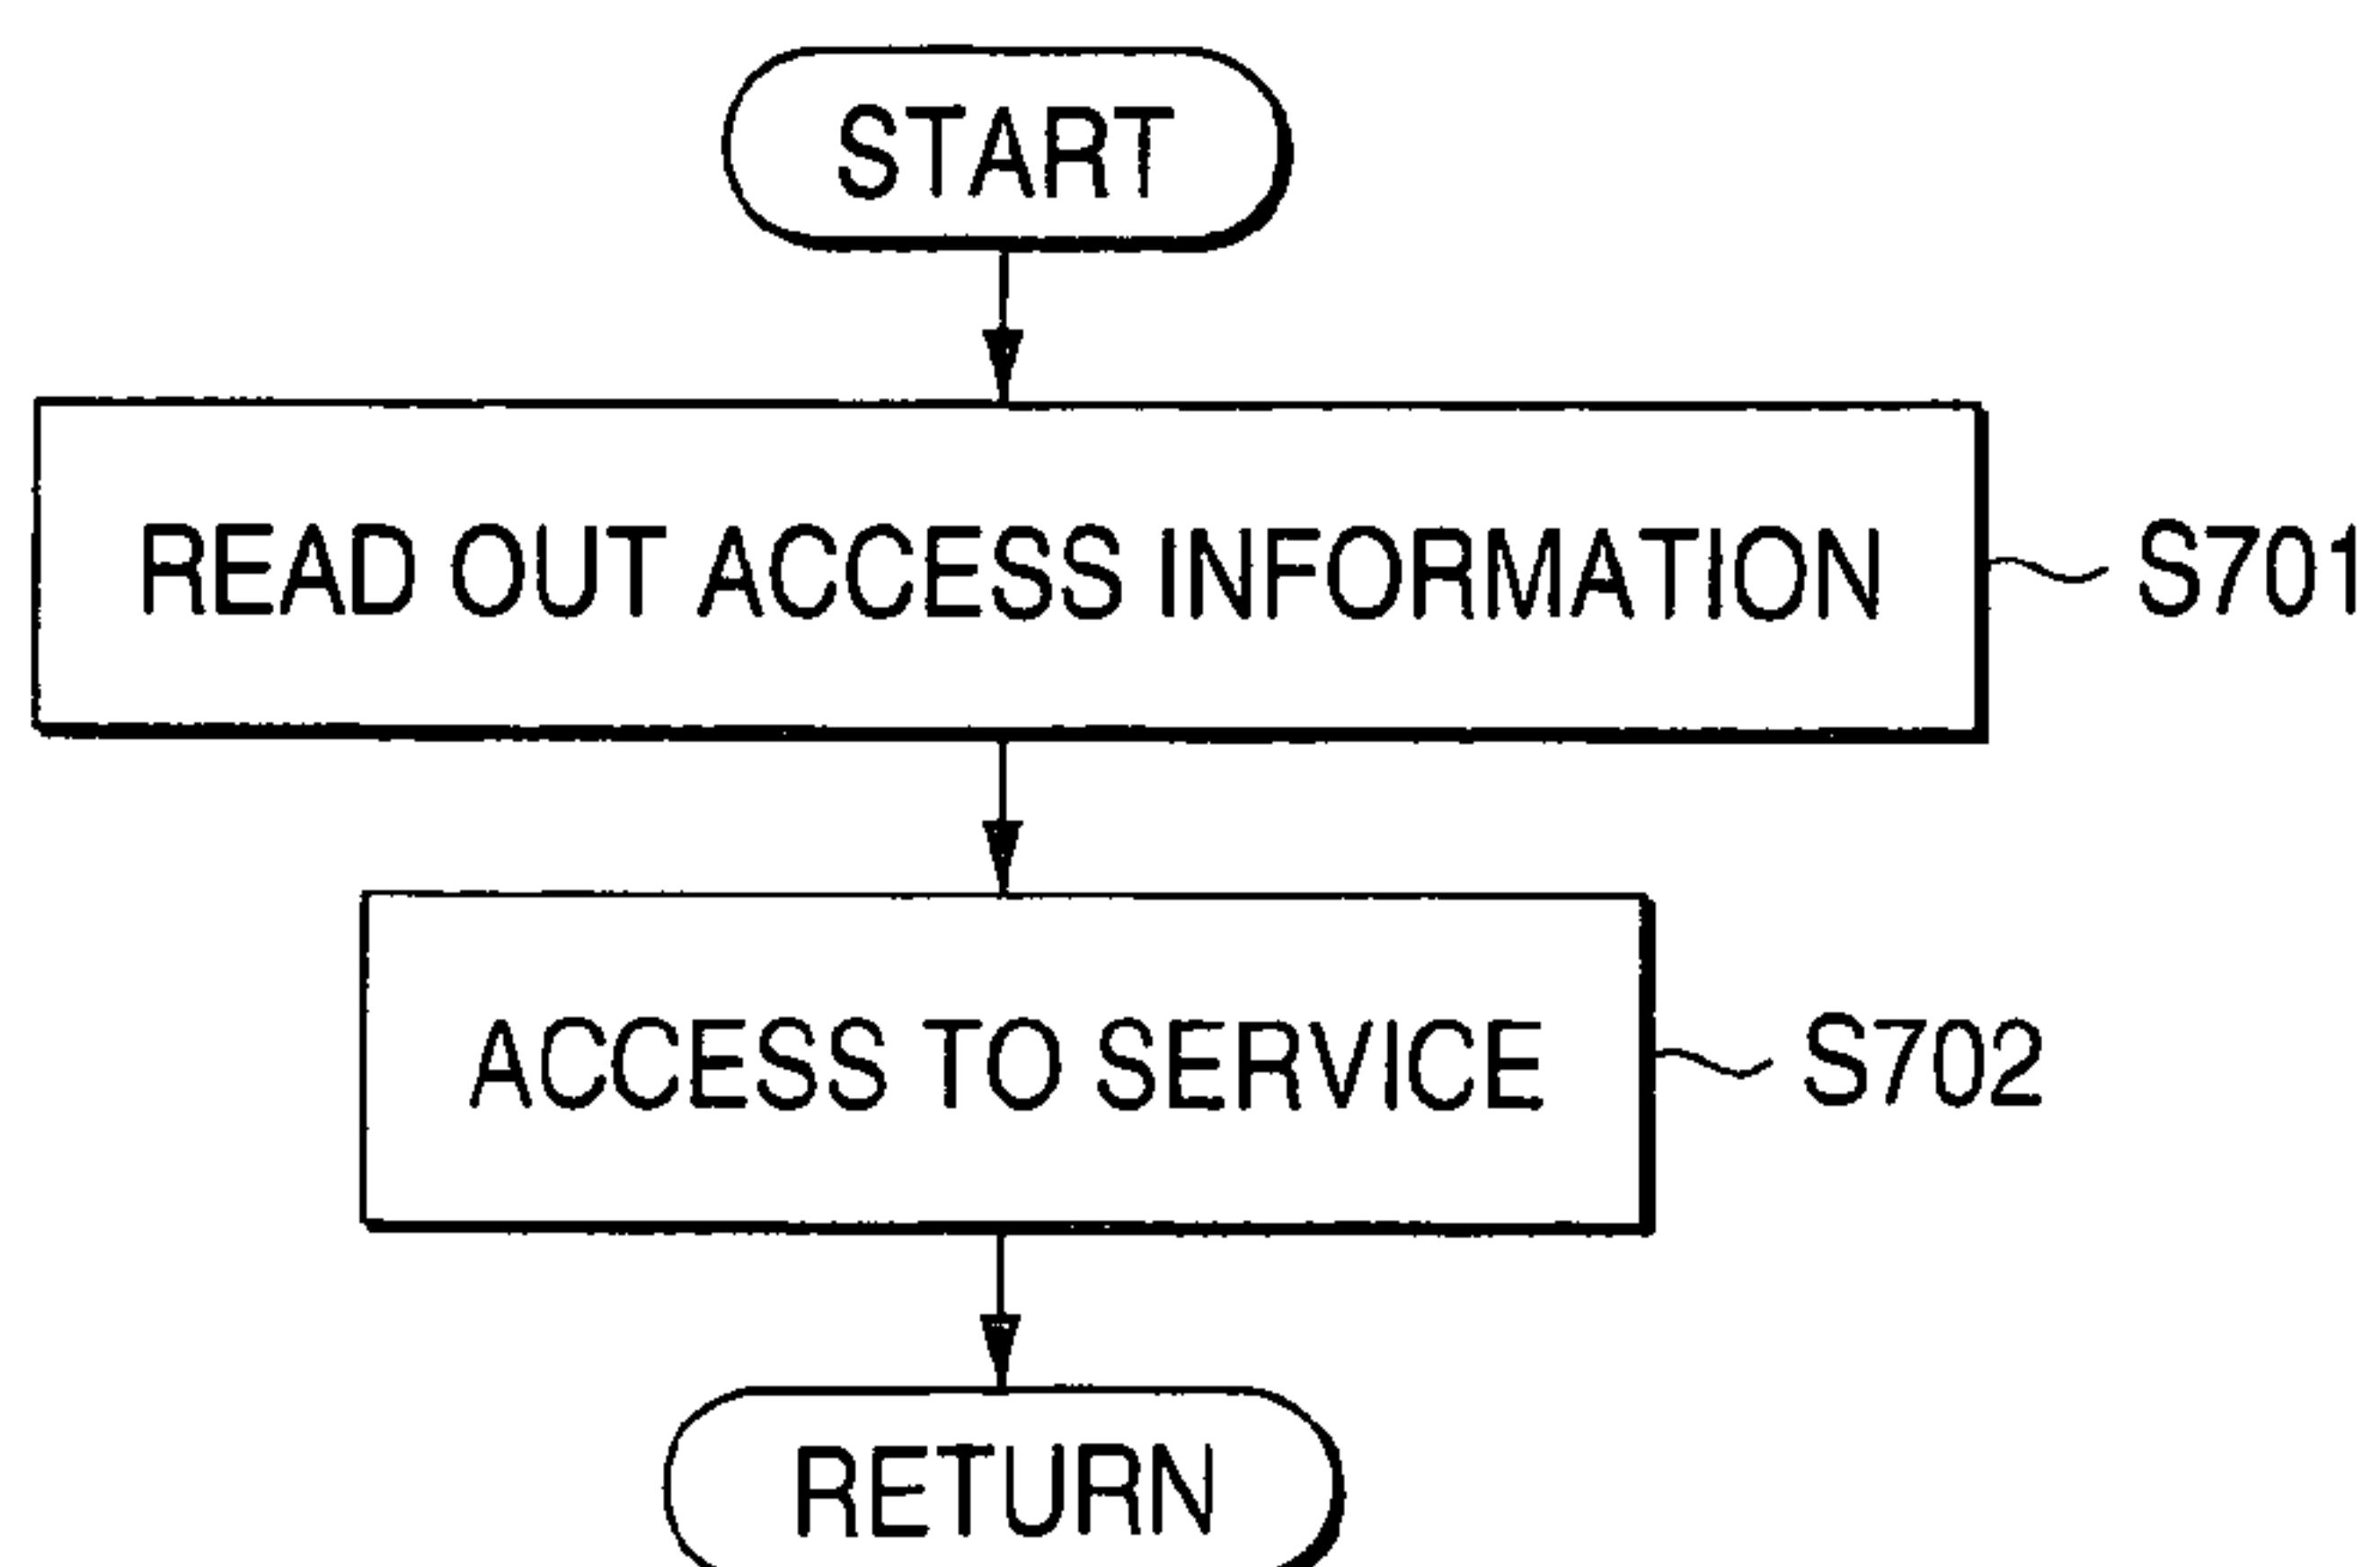 START
READ OUT ACCESS INFORMATION
S701
ACCESS TO SERVICE
S702
RETURN